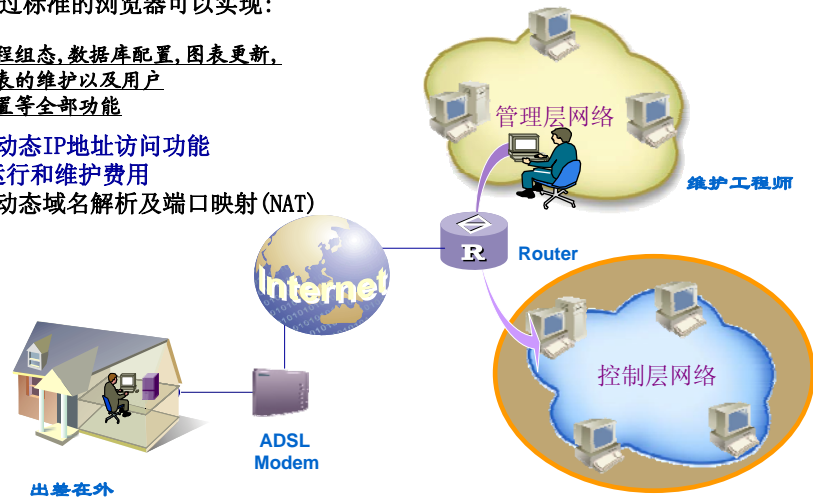 过标准的浏览器可以实现:
程组态,数据库配置,图表更新,
表的维护以及用户
置等全部功能
动态IP地址访问功能
运行和维护费用
动态域名解析及端口映射(NAT)
管理层网络
维护工程师
R
Router
Internet
控制层网络
ADSL
Modem
出差在外